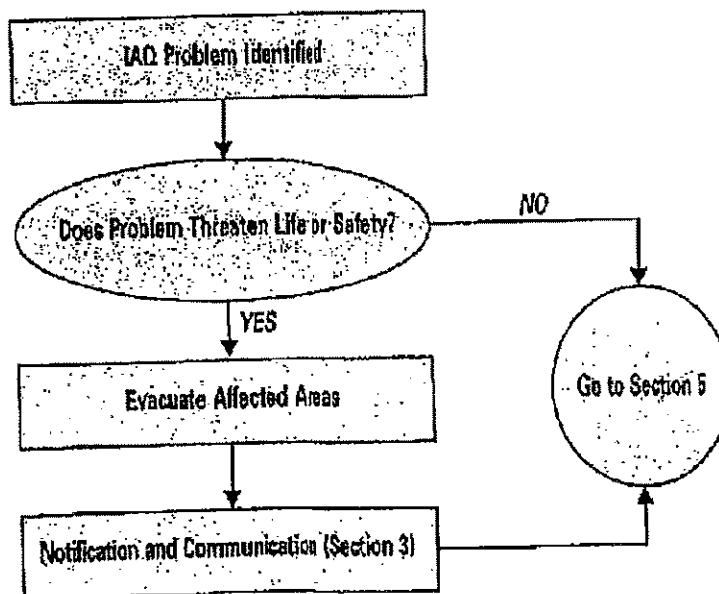 IAQ Problem Identified
Does Problem Threaten Life or Safety?
NO
YES
Evacuate Affected Areas
Go to Section 5
Notification and Communication (Section 3)